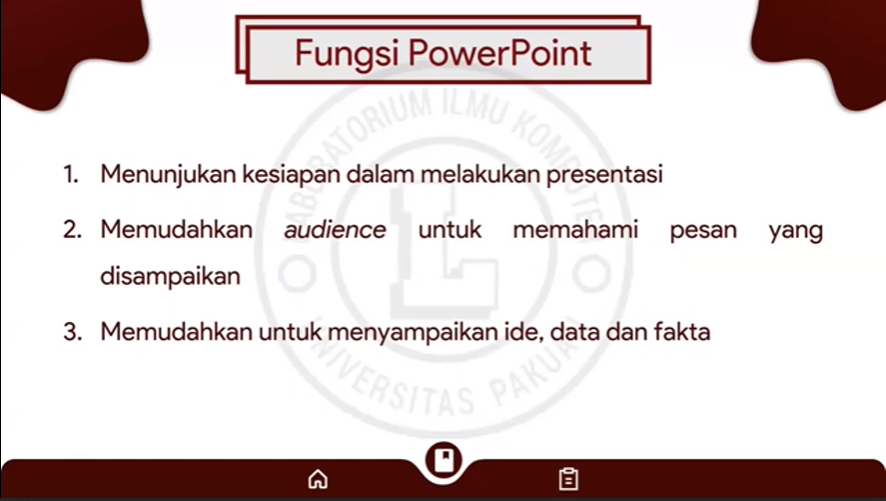 Fungsi PowerPoint
1. Menunjukan kesiapan dalam melakukan presentasi
2. Memudahkan audience untuk memahami pesan yang
disampaikan
3. Memudahkan untuk menyampaikan ide, data dan fakta
LABORATORIUM ILMU KOMPUTER
UNIVERSITAS PAKUAN